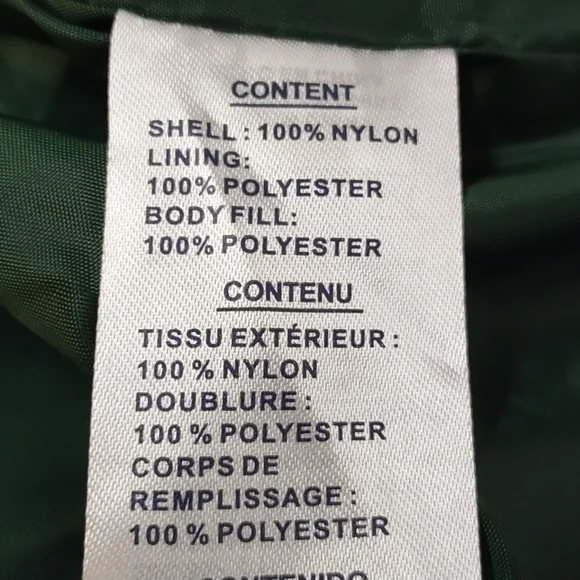 CONTENT
SHELL : 100% NYLON
LINING:
100% POLYESTER
BODY FILL:
100% POLYESTER
CONTENU
TISSU EXTÉRIEUR :
100 % NYLON
DOUBLURE :
100 % POLYESTER
CORPS DE
REMPLISSAGE :
100 % POLYESTER
CONTENIDO